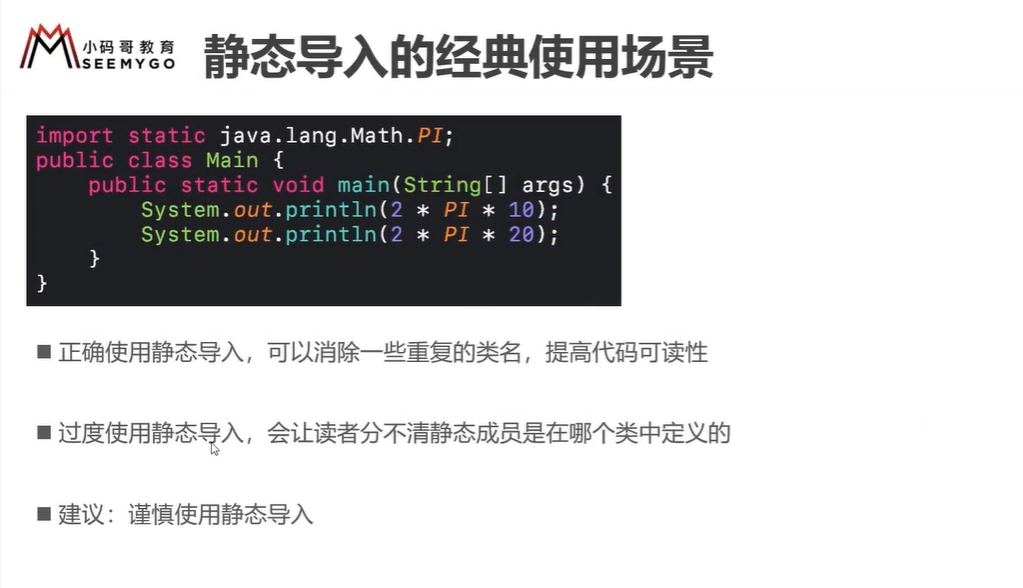 小码哥教育
SEEMYGO
静态导入的经典使用场景
import static java.lang.Math.PI;
public class Main {
    public static void main(String[] args) {
        System.out.println(2 * PI * 10);
        System.out.println(2 * PI * 20);
    }
}
■ 正确使用静态导入，可以消除一些重复的类名，提高代码可读性
■ 过度使用静态导入，会让读者分不清静态成员是在哪个类中定义的
■ 建议：谨慎使用静态导入